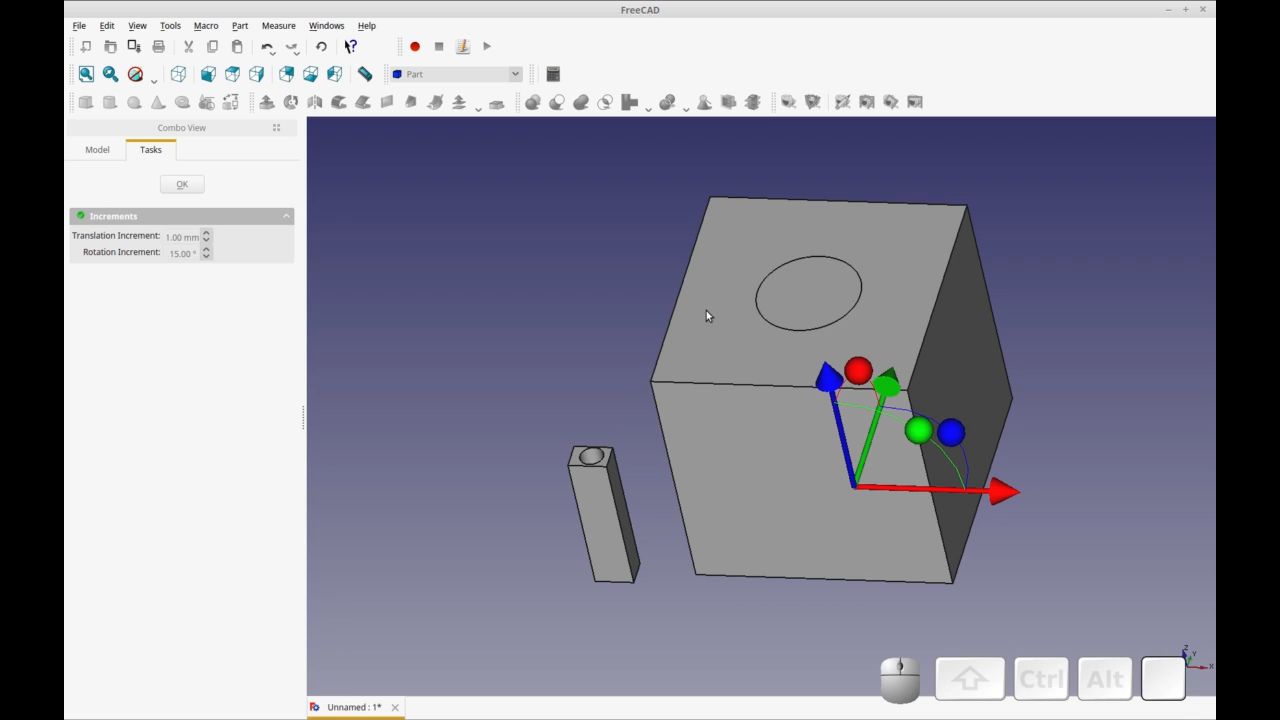 FreeCAD
File Edit View Tools Macro Part Measure Windows Help
Part
Combo View
Model Tasks
OK
Increments
Translation Increment: 1.00 mm
Rotation Increment: 15.00 °
Z
Y
X
Ctrl Alt
Unnamed : 1*